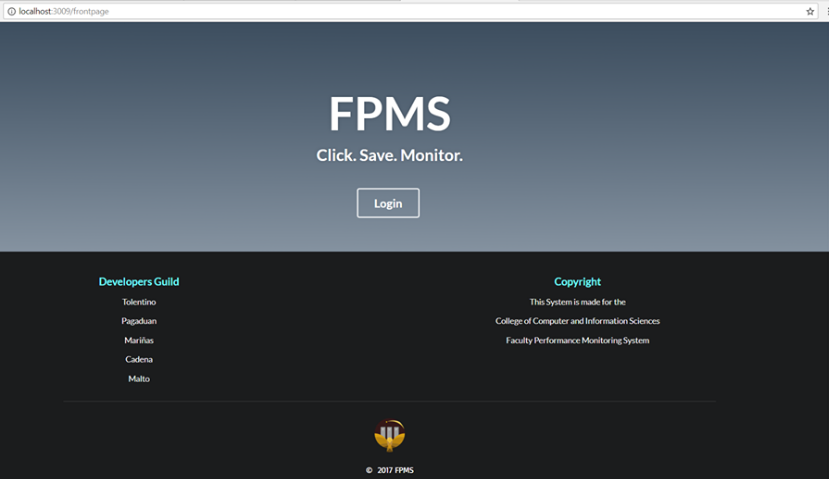 localhost:3009/frontpage
FPMS
Click. Save. Monitor.
Login
Developers Guild
Tolentino
Pagaduan
Mariñas
Cadena
Malto
Copyright
This System is made for the
College of Computer and Information Sciences
Faculty Performance Monitoring System
© 2017 FPMS